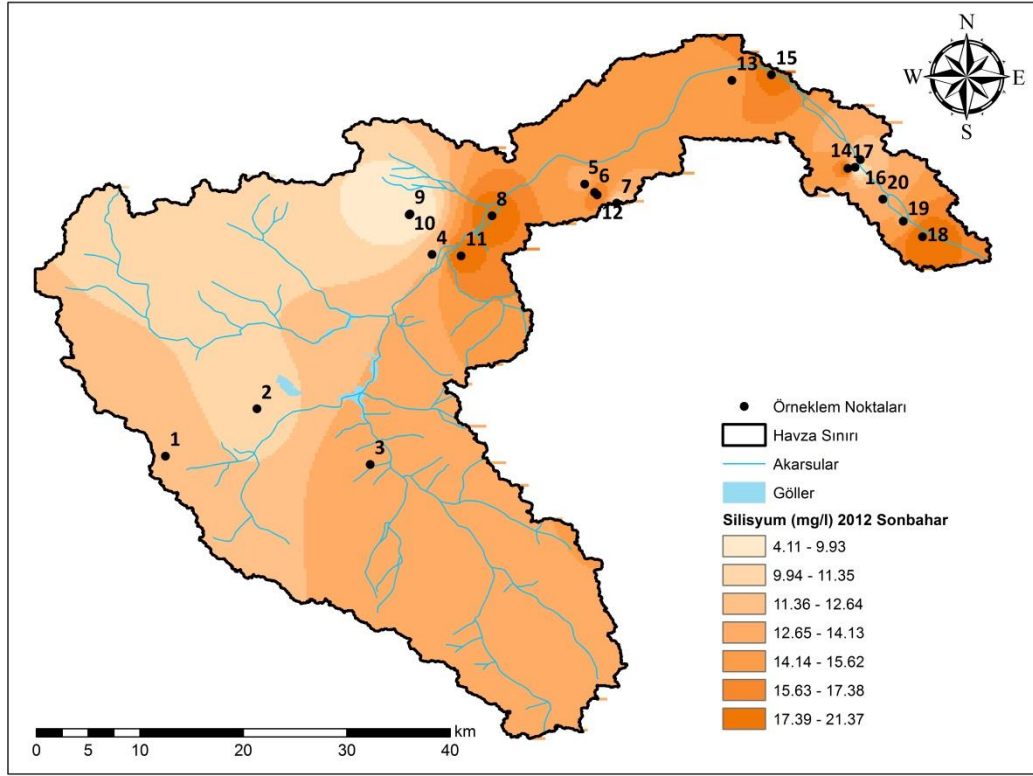 N
W E
S
13 15
14 17
16
20
19
18
5 6
7
12
9
10
8
4 11
2
1
3
Örneklem Noktaları
Havza Sınırı
Akarsular
Göller
Silisyum (mg/l) 2012 Sonbahar
4.11 - 9.93
9.94 - 11.35
11.36 - 12.64
12.65 - 14.13
14.14 - 15.62
15.63 - 17.38
17.39 - 21.37
km
0 5 10 20 30 40